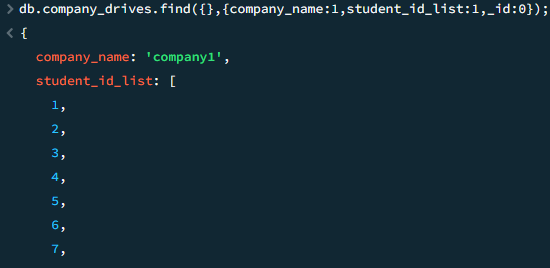 > db.company_drives.find({},{company_name:1,student_id_list:1,_id:0});
< {
company_name: 'company1',
student_id_list: [
1,
2,
3,
4,
5,
6,
7,